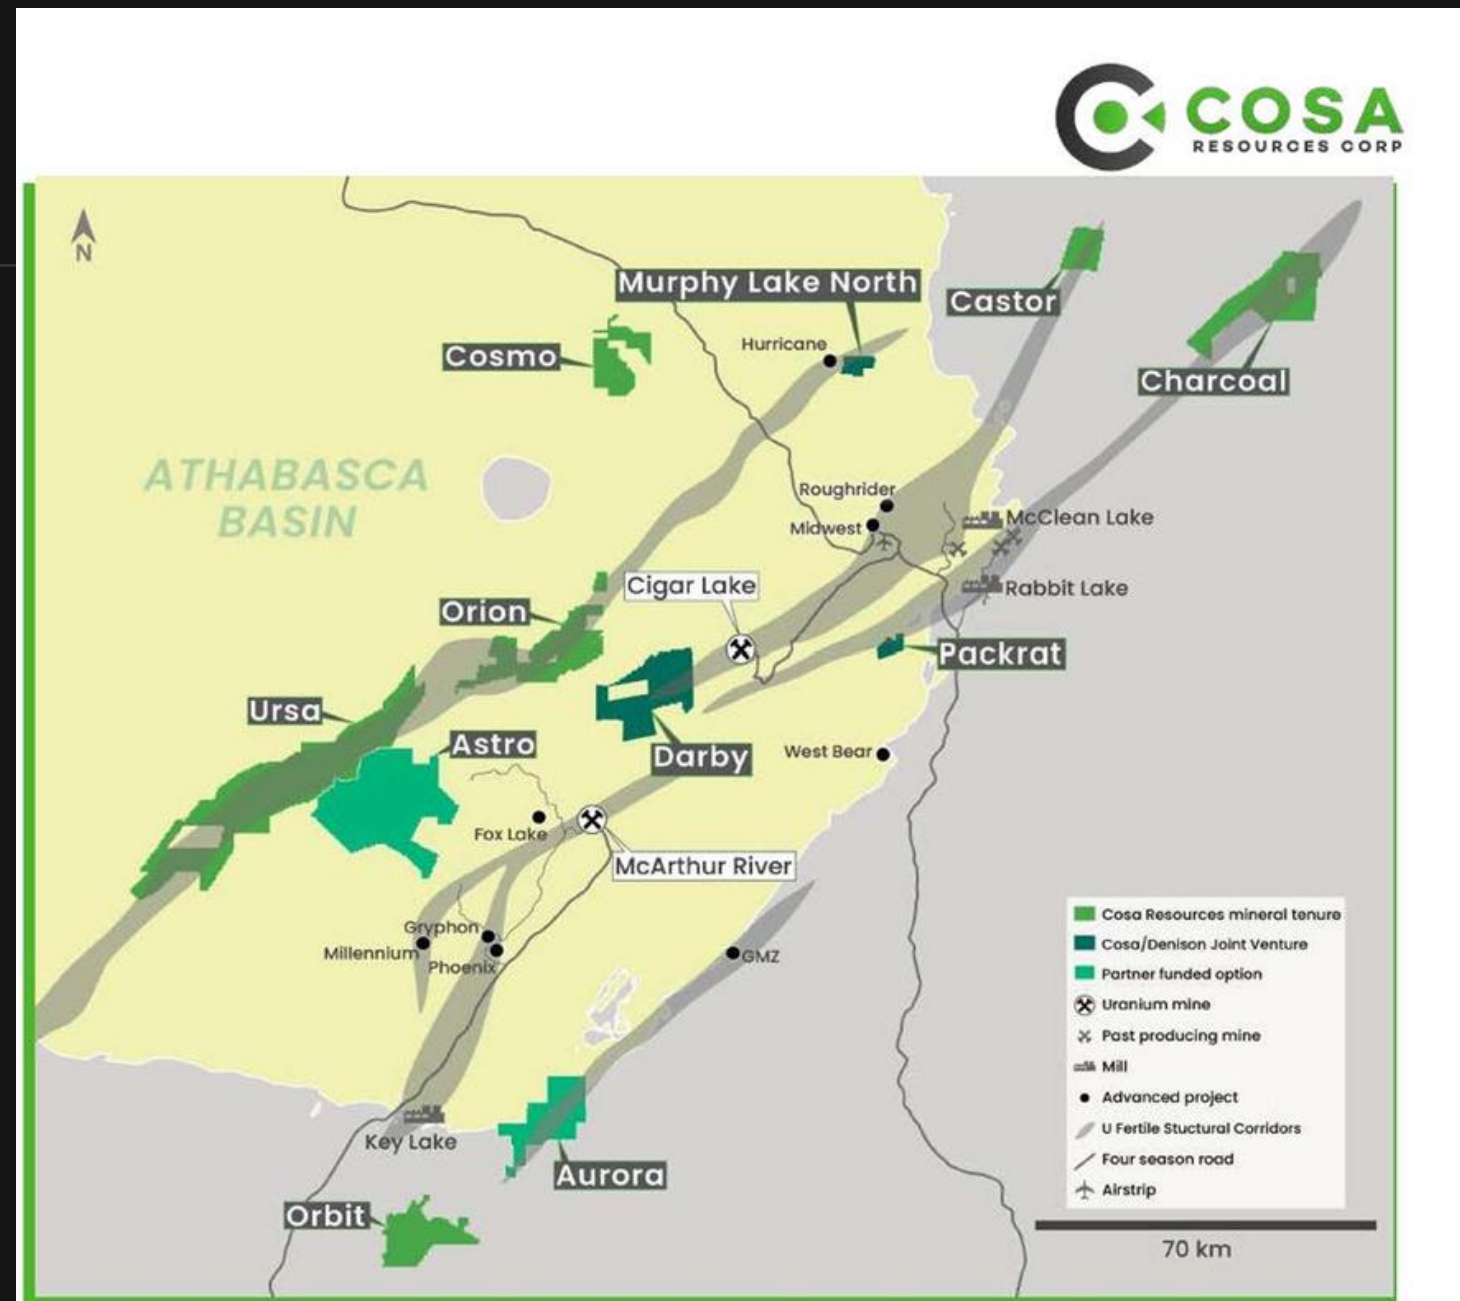 COSA
RESOURCES CORP
N
Murphy Lake North
Castor
Hurricane
Cosmo
Charcoal
ATHABASCA
BASIN
Roughrider
McClean Lake
Midwest
Cigar Lake
Rabbit Lake
Orion
Packrat
Ursa
Astro
Darby
West Bear
Fox Lake
McArthur River
Gryphon
Millennium
Phoenix
GMZ
Key Lake
Aurora
Orbit
Cosa Resources mineral tenure
Cosa/Denison Joint Venture
Partner funded option
Uranium mine
Past producing mine
Mill
Advanced project
U Fertile Stuctural Corridors
Four season road
Airstrip
70 km